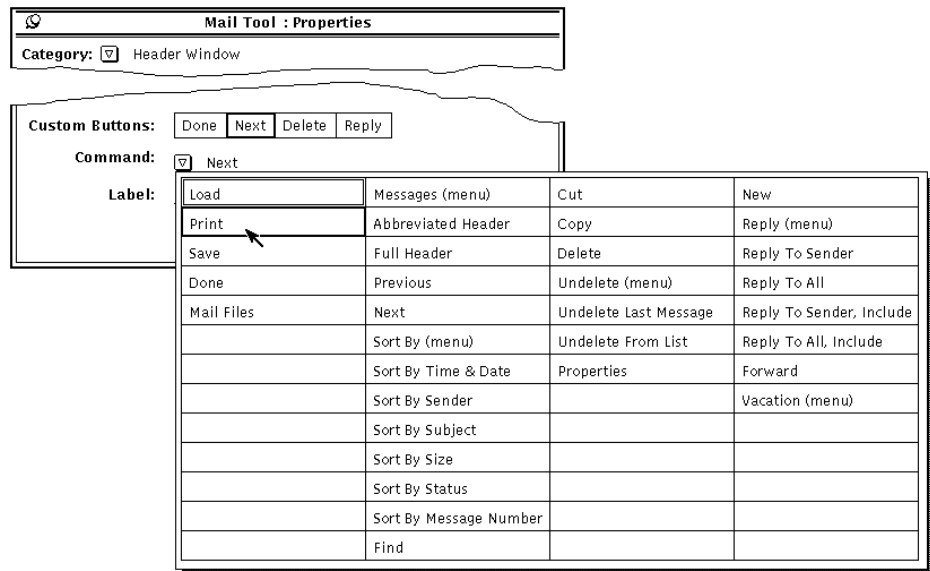 Mail Tool : Properties
Category: Header Window
Custom Buttons: Done Next Delete Reply
Command: Next
Label:
Load Messages (menu) Cut New
Print Abbreviated Header Copy Reply (menu)
Save Full Header Delete Reply To Sender
Done Previous Undelete (menu) Reply To All
Mail Files Next Undelete Last Message Reply To Sender, Include
Sort By (menu) Undelete From List Reply To All, Include
Sort By Time & Date Properties Forward
Sort By Sender Vacation (menu)
Sort By Subject
Sort By Size
Sort By Status
Sort By Message Number
Find